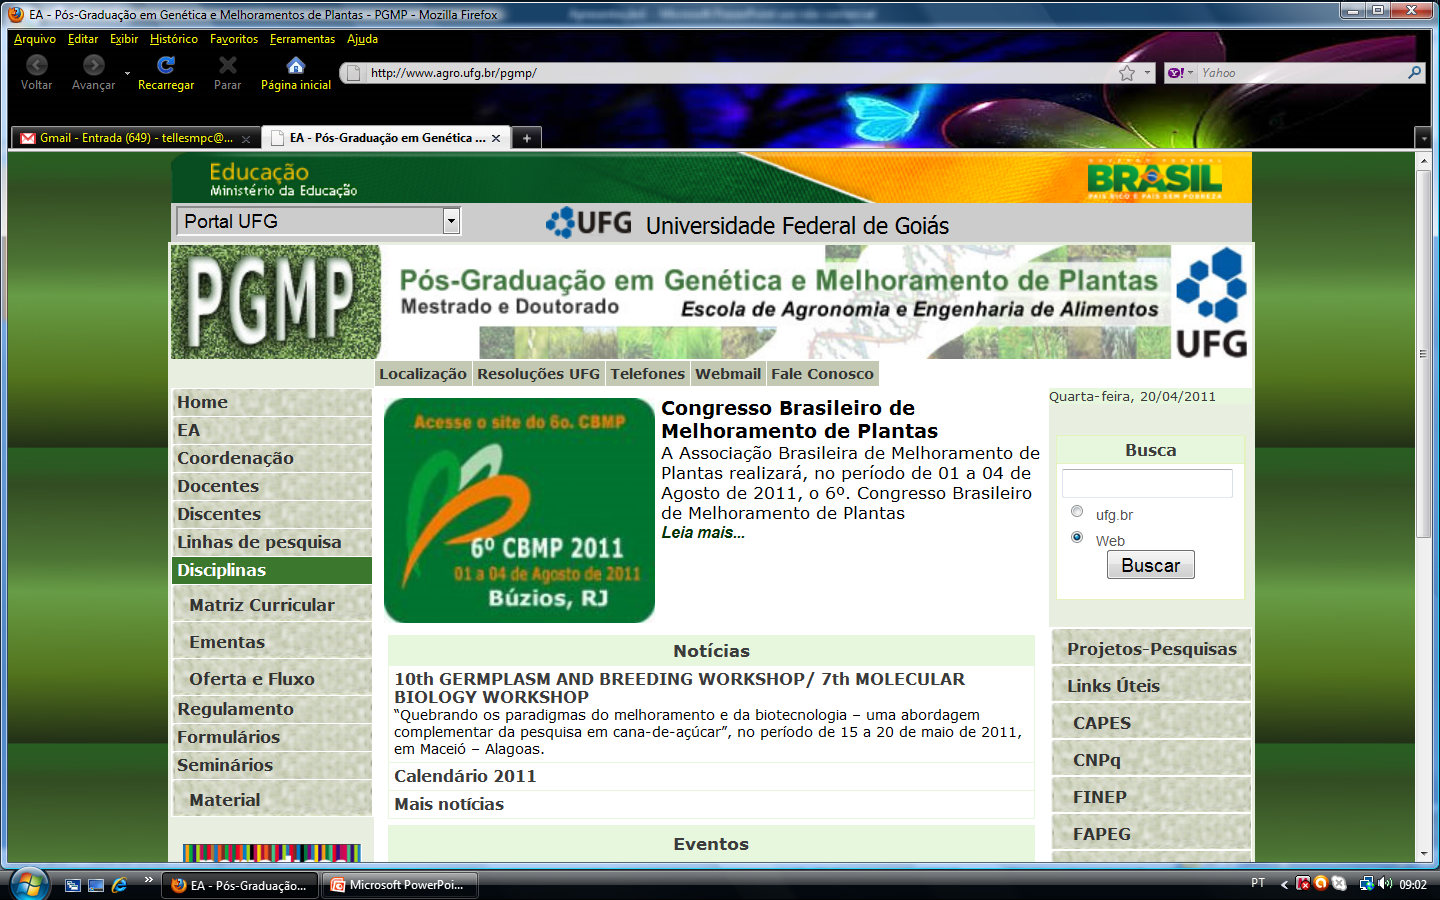 EA - Pós-Graduação em Genética e Melhoramentos de Plantas - PGMP - Mozilla Firefox
Arquivo Editar Exibir Histórico Favoritos Ferramentas Ajuda
Voltar Avançar Recarregar Parar Página inicial
http://www.agro.ufg.br/pgmp/
Yahoo
Gmail - Entrada (649) - tellesmpc@...
EA - Pós-Graduação em Genética ...
Educação
Ministério da Educação
BRASIL
PAÍS RICO É PAÍS SEM POBREZA
Portal UFG
UFG Universidade Federal de Goiás
PGMP
Pós-Graduação em Genética e Melhoramento de Plantas
Mestrado e Doutorado
Escola de Agronomia e Engenharia de Alimentos
UFG
Localização Resoluções UFG Telefones Webmail Fale Conosco
Home
EA
Coordenação
Docentes
Discentes
Linhas de pesquisa
Disciplinas
Matriz Curricular
Ementas
Oferta e Fluxo
Regulamento
Formulários
Seminários
Material
Acesse o site do 6o. CBMP
6º CBMP 2011
01 a 04 de Agosto de 2011
Búzios, RJ
Congresso Brasileiro de
Melhoramento de Plantas
A Associação Brasileira de Melhoramento de
Plantas realizará, no período de 01 a 04 de
Agosto de 2011, o 6º. Congresso Brasileiro
de Melhoramento de Plantas
Leia mais...
Notícias
10th GERMPLASM AND BREEDING WORKSHOP/ 7th MOLECULAR
BIOLOGY WORKSHOP
“Quebrando os paradigmas do melhoramento e da biotecnologia – uma abordagem
complementar da pesquisa em cana-de-açúcar”, no período de 15 a 20 de maio de 2011,
em Maceió – Alagoas.
Calendário 2011
Mais notícias
Eventos
Quarta-feira, 20/04/2011
Busca
ufg.br
Web
Buscar
Projetos-Pesquisas
Links Úteis
CAPES
CNPq
FINEP
FAPEG
EA - Pós-Graduação...
Microsoft PowerPoi...
PT
09:02